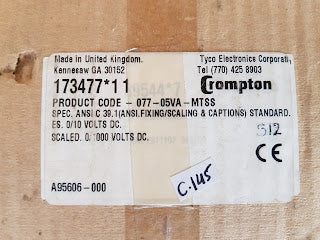 Made in United Kingdom. Tyco Electronics Corporati
Kennesaw GA 30152 Tel (770) 425 8903
173477*11 Crompton
PRODUCT CODE - 077-05VA-MTSS
SPEC. ANSI C 39.1(ANSI.FIXING/SCALING & CAPTIONS) STANDARD.
ES. 0/10 VOLTS DC. S12
SCALED. 0/1000 VOLTS DC.
CE
C.145
A95606-000